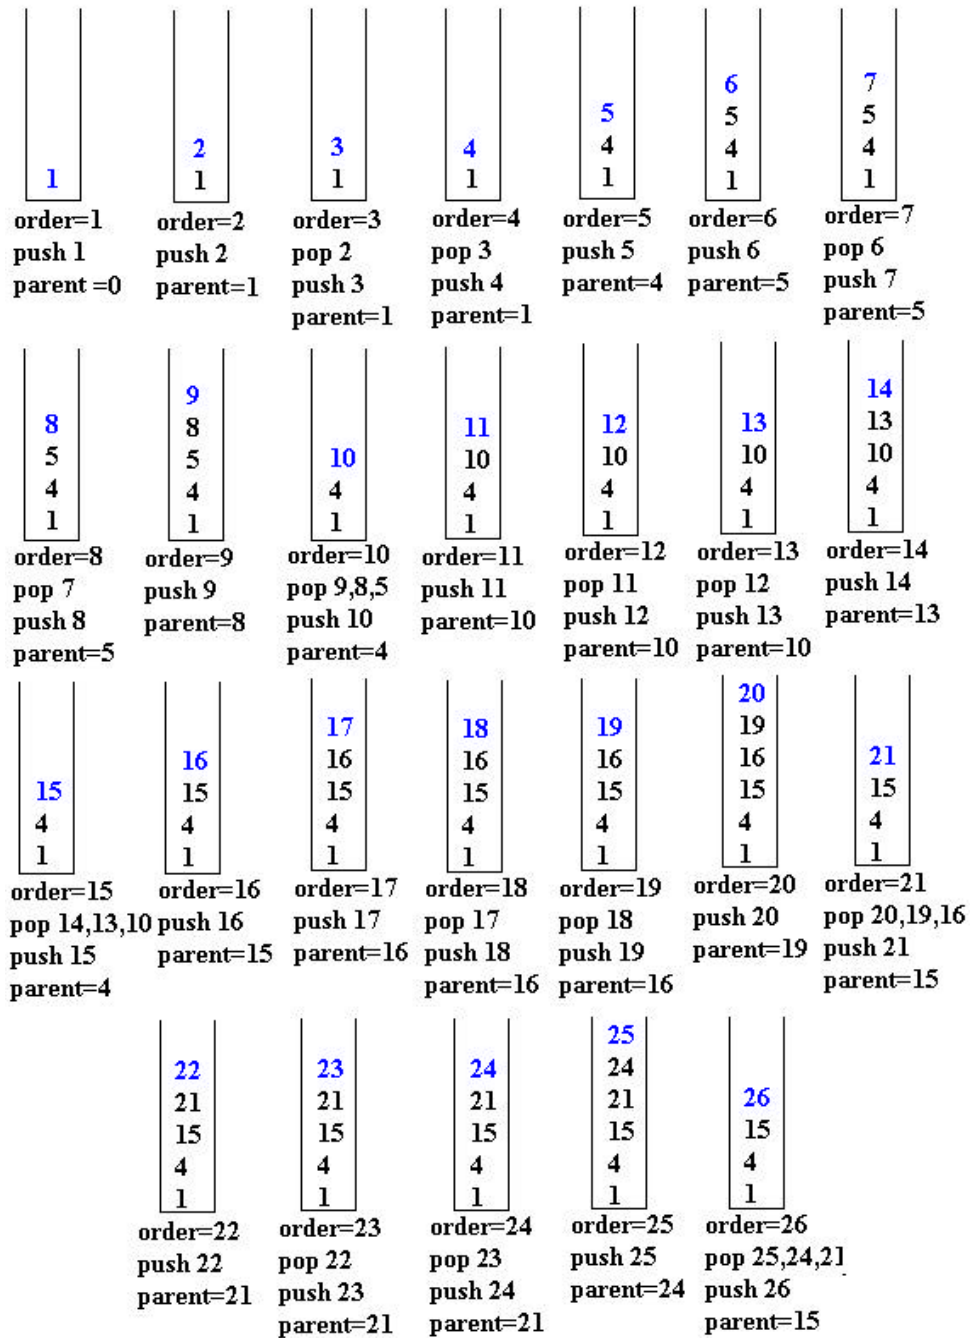 1
order=1
push 1
parent =0
2
1
order=2
push 2
parent=1
3
1
order=3
pop 2
push 3
parent=1
4
1
order=4
pop 3
push 4
parent=1
5
4
1
order=5
push 5
parent=4
6
5
4
1
order=6
push 6
parent=5
7
5
4
1
order=7
pop 6
push 7
parent=5
8
5
4
1
order=8
pop 7
push 8
parent=5
9
8
5
4
1
order=9
push 9
parent=8
10
4
1
order=10
pop 9,8,5
push 10
parent=4
11
10
4
1
order=11
push 11
parent=10
12
10
4
1
order=12
pop 11
push 12
parent=10
13
10
4
1
order=13
pop 12
push 13
parent=10
14
13
10
4
1
order=14
push 14
parent=13
15
4
1
order=15
pop 14,13,10
push 15
parent=4
16
15
4
1
order=16
push 16
parent=15
17
16
15
4
1
order=17
push 17
parent=16
18
16
15
4
1
order=18
pop 17
push 18
parent=16
19
16
15
4
1
order=19
pop 18
push 19
parent=16
20
19
16
15
4
1
order=20
push 20
parent=19
21
15
4
1
order=21
pop 20,19,16
push 21
parent=15
22
21
15
4
1
order=22
push 22
parent=21
23
21
15
4
1
order=23
pop 22
push 23
parent=21
24
21
15
4
1
order=24
pop 23
push 24
parent=21
25
24
21
15
4
1
order=25
push 25
parent=24
26
15
4
1
order=26
pop 25,24,21
push 26
parent=15